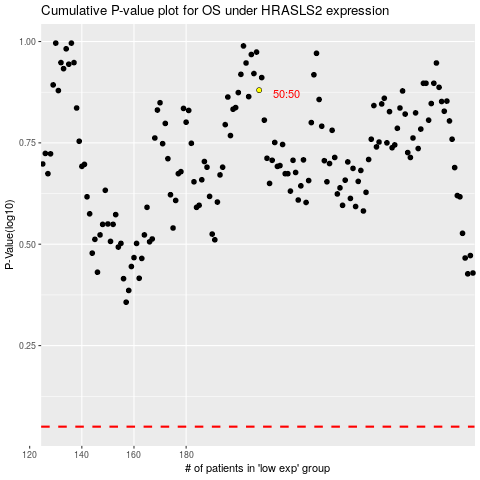 Cumulative P-value plot for OS under HRASLS2 expression
1.00
50:50
0.75
P-Value(log10)
0.50
0.25
120 140 160 180
# of patients in 'low exp' group